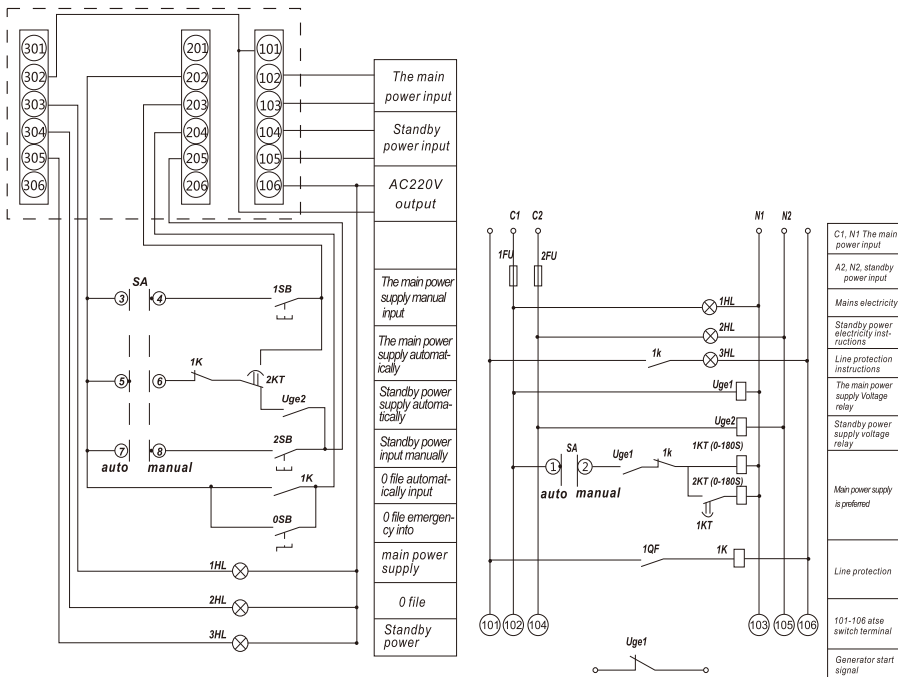 301
302
303
304
305
306
201
202
203
204
205
206
101
102
103
104
105
106
The main
power input
Standby
power input
AC220V
output
The main power
supply manual
input
The main power
supply automat-
ically
Standby power
supply automa-
tically
Standby power
input manually
0 file automat-
ically input
0 file emergen-
cy into
main power
supply
0 file
Standby
power
SA
3
4
1SB
5
6
1K
2KT
Uge2
7
8
2SB
auto
manual
1K
0SB
1HL
2HL
3HL
C1
C2
N1
N2
1FU
2FU
1HL
2HL
1k
3HL
Uge1
Uge2
SA
1
2
Uge1
1k
1KT (0-180S)
auto
manual
2KT (0-180S)
1KT
1QF
1K
101
102
104
103
105
106
Uge1
C1, N1 The main
power input
A2, N2, standby
power input
Mains electricity
Standby power
electricity inst-
ructions
Line protection
instructions
The main power
supply Voltage
relay
Standby power
supply voltage
relay
Main power supply
is preferred
Line protection
101-106 atse
switch terminal
Generator start
signal